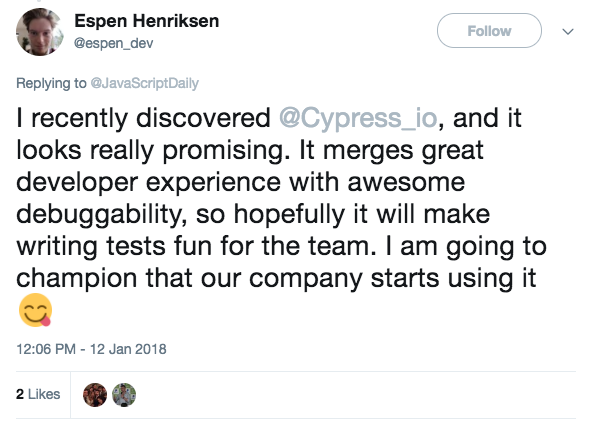 Espen Henriksen
@espen_dev
Follow
Replying to @JavaScriptDaily
I recently discovered @Cypress_io, and it
looks really promising. It merges great
developer experience with awesome
debuggability, so hopefully it will make
writing tests fun for the team. I am going to
champion that our company starts using it
😋
12:06 PM - 12 Jan 2018
2 Likes